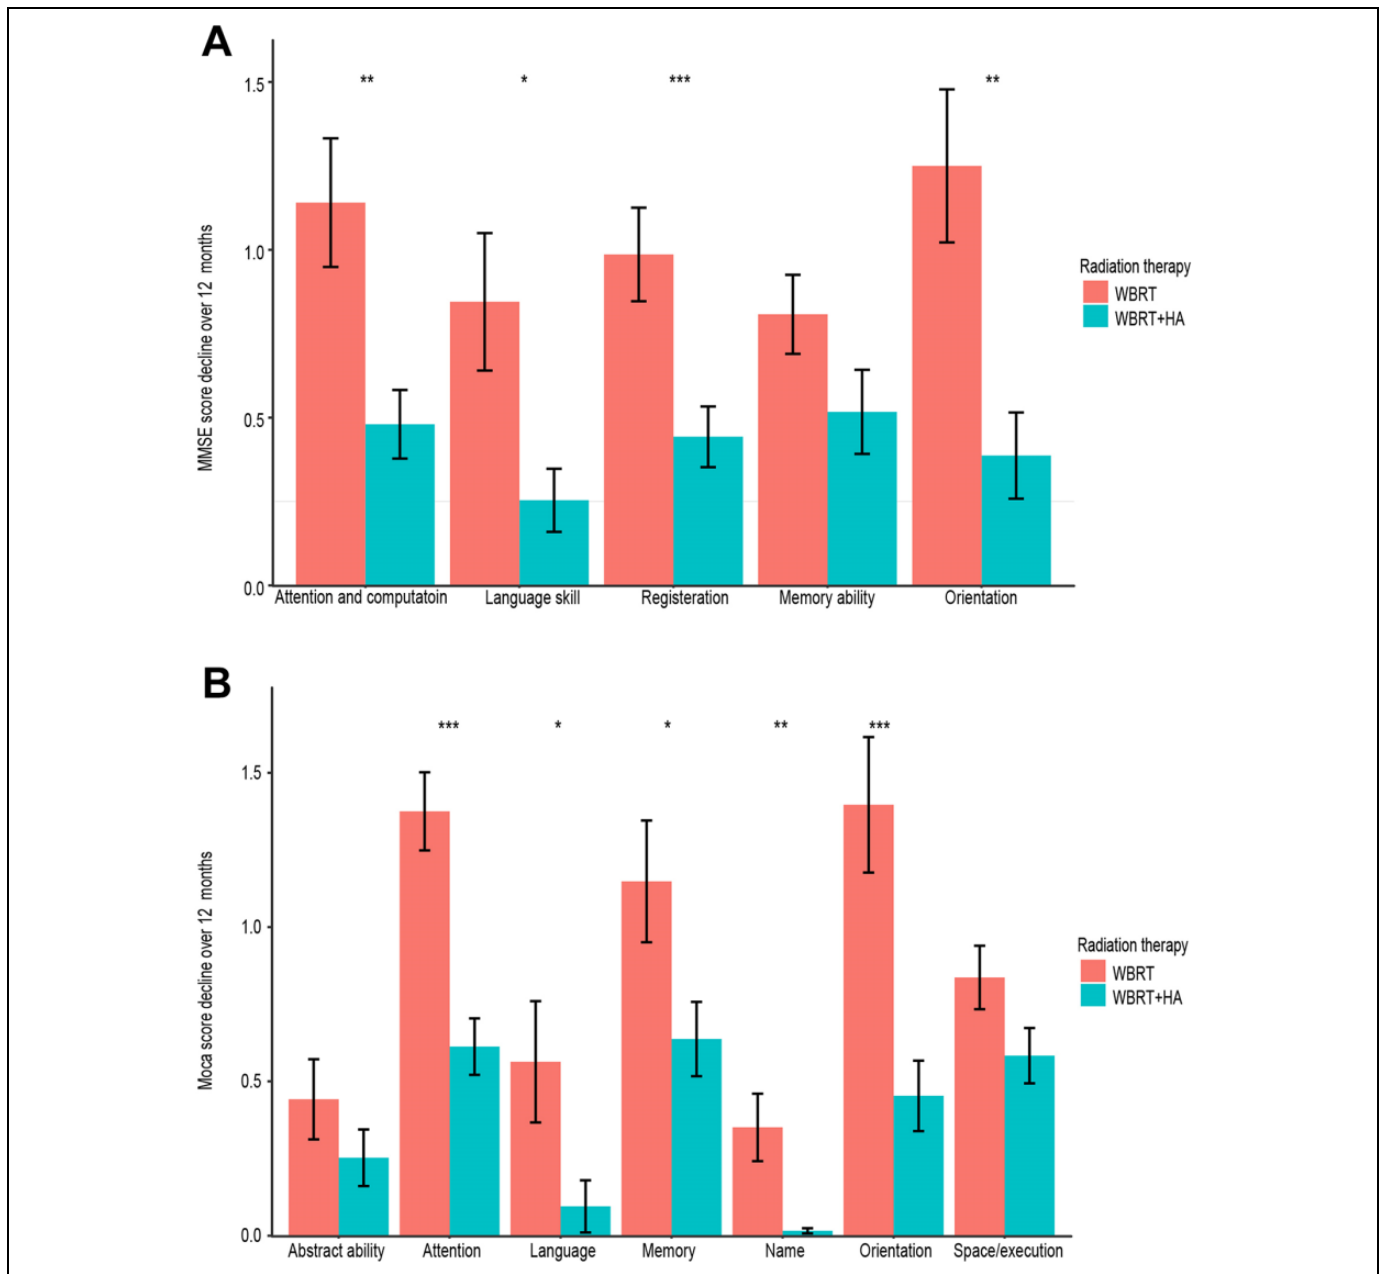 A
** * *** **
1.5
1.0
0.5
0.0
MMSE score decline over 12 months
Attention and computatoin Language skill Registeration Memory ability Orientation
Radiation therapy
WBRT
WBRT+HA
B
*** * * ** ***
1.5
1.0
0.5
0.0
Moca score decline over 12 months
Abstract ability Attention Language Memory Name Orientation Space/execution
Radiation therapy
WBRT
WBRT+HA